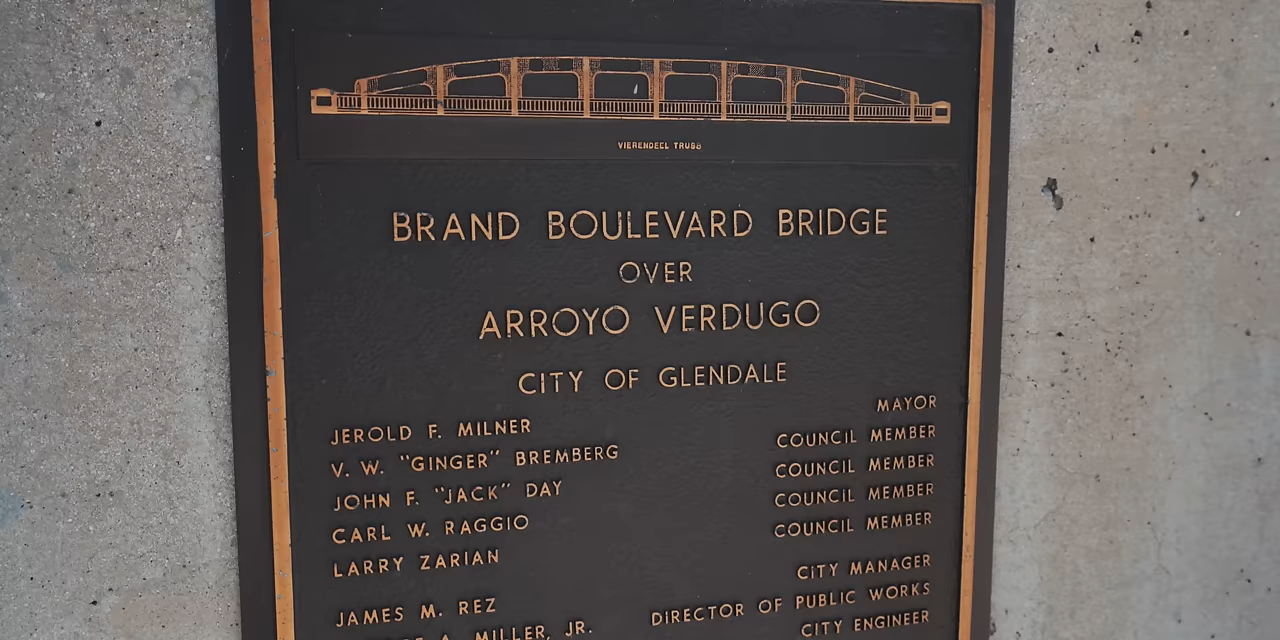 VIERENDEEL TRUSS
BRAND BOULEVARD BRIDGE
OVER
ARROYO VERDUGO
CITY OF GLENDALE
JEROLD F. MILNER MAYOR
V. W. "GINGER" BREMBERG COUNCIL MEMBER
JOHN F. "JACK" DAY COUNCIL MEMBER
CARL W. RAGGIO COUNCIL MEMBER
LARRY ZARIAN COUNCIL MEMBER
JAMES M. REZ CITY MANAGER
A. MILLER, JR. DIRECTOR OF PUBLIC WORKS
CITY ENGINEER